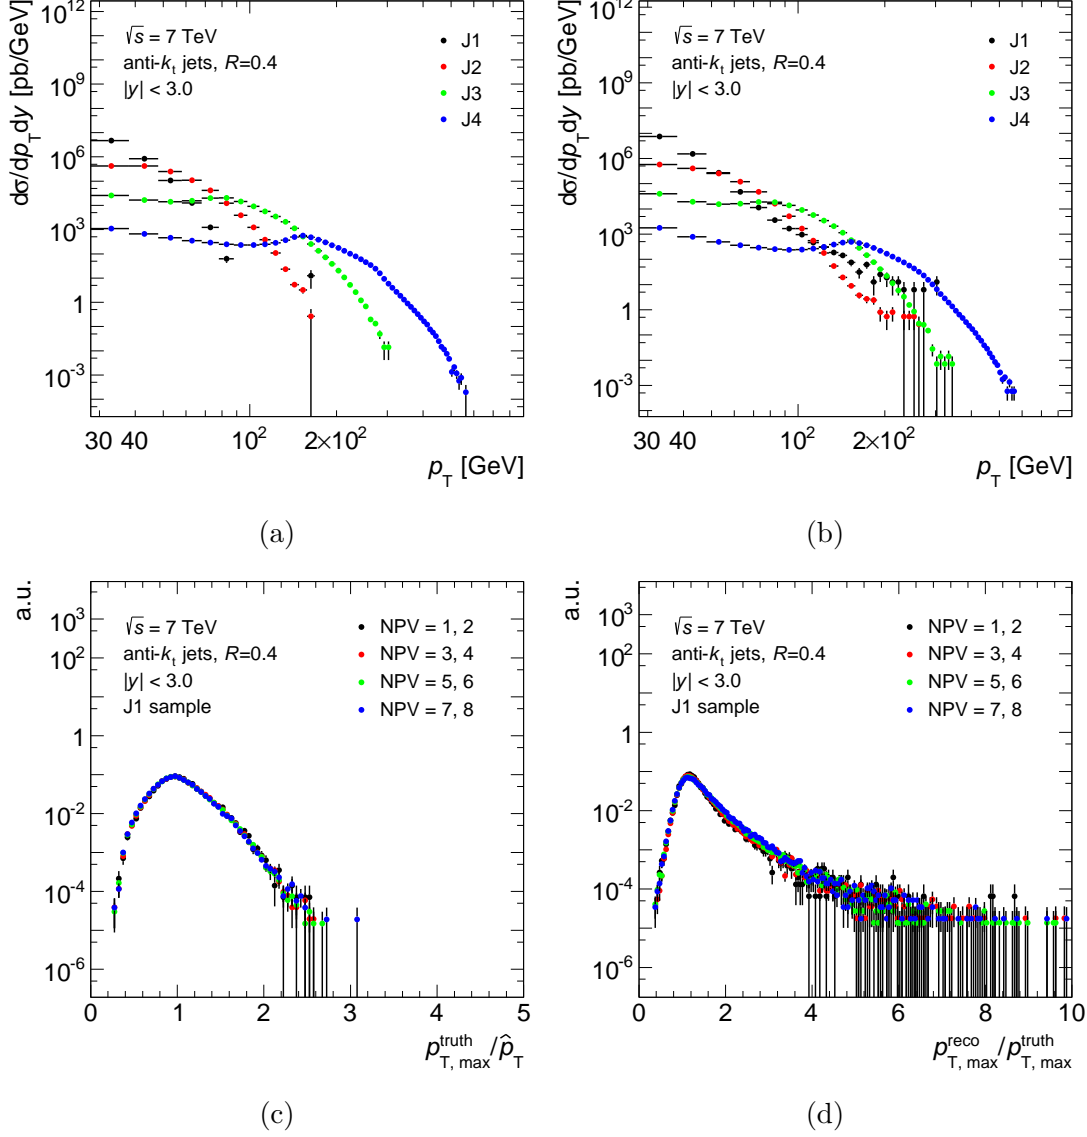 dσ/dp_T dy [pb/GeV]
10^12
10^9
10^6
10^3
1
10^-3
√s = 7 TeV
anti-k_t jets, R=0.4
|y| < 3.0
J1
J2
J3
J4
30 40 10^2 2×10^2
p_T [GeV]
(a)
dσ/dp_T dy [pb/GeV]
10^12
10^9
10^6
10^3
1
10^-3
√s = 7 TeV
anti-k_t jets, R=0.4
|y| < 3.0
J1
J2
J3
J4
30 40 10^2 2×10^2
p_T [GeV]
(b)
a.u.
10^3
10^2
1
10^-2
10^-4
10^-6
√s = 7 TeV
anti-k_t jets, R=0.4
|y| < 3.0
J1 sample
NPV = 1, 2
NPV = 3, 4
NPV = 5, 6
NPV = 7, 8
0 1 2 3 4 5
p_T, max^truth / p̂_T
(c)
a.u.
10^3
10^2
1
10^-2
10^-4
10^-6
√s = 7 TeV
anti-k_t jets, R=0.4
|y| < 3.0
J1 sample
NPV = 1, 2
NPV = 3, 4
NPV = 5, 6
NPV = 7, 8
0 2 4 6 8 10
p_T, max^reco / p_T, max^truth
(d)